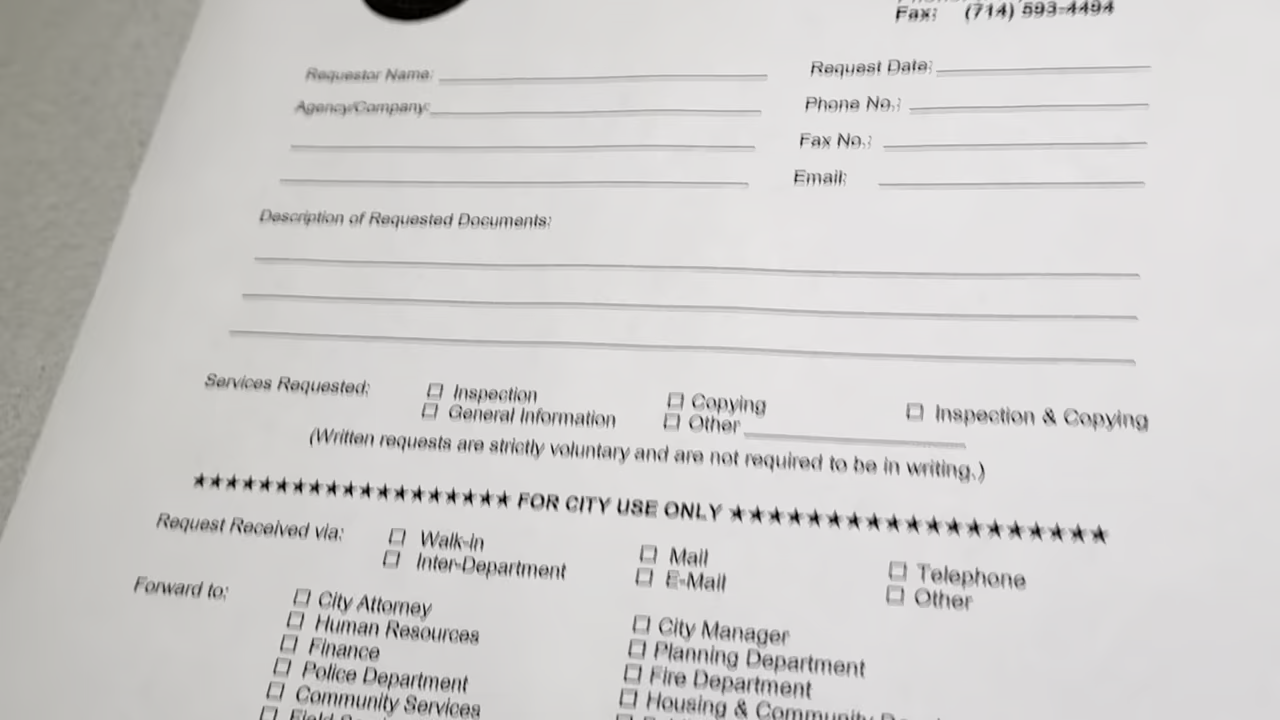 Fax: (714) 593-4494
Requestor Name: Request Date:
Agency/Company: Phone No.:
Fax No.:
Email:
Description of Requested Documents:
Services Requested: Inspection Copying Inspection & Copying
General Information Other
(Written requests are strictly voluntary and are not required to be in writing.)
★★★★★★★★★★★★★★★★★★★ FOR CITY USE ONLY ★★★★★★★★★★★★★★★★★★★
Request Received via: Walk-in Mail Telephone
Inter-Department E-Mail Other
Forward to: City Attorney City Manager
Human Resources Planning Department
Finance Fire Department
Police Department Housing & Community
Community Services
Field